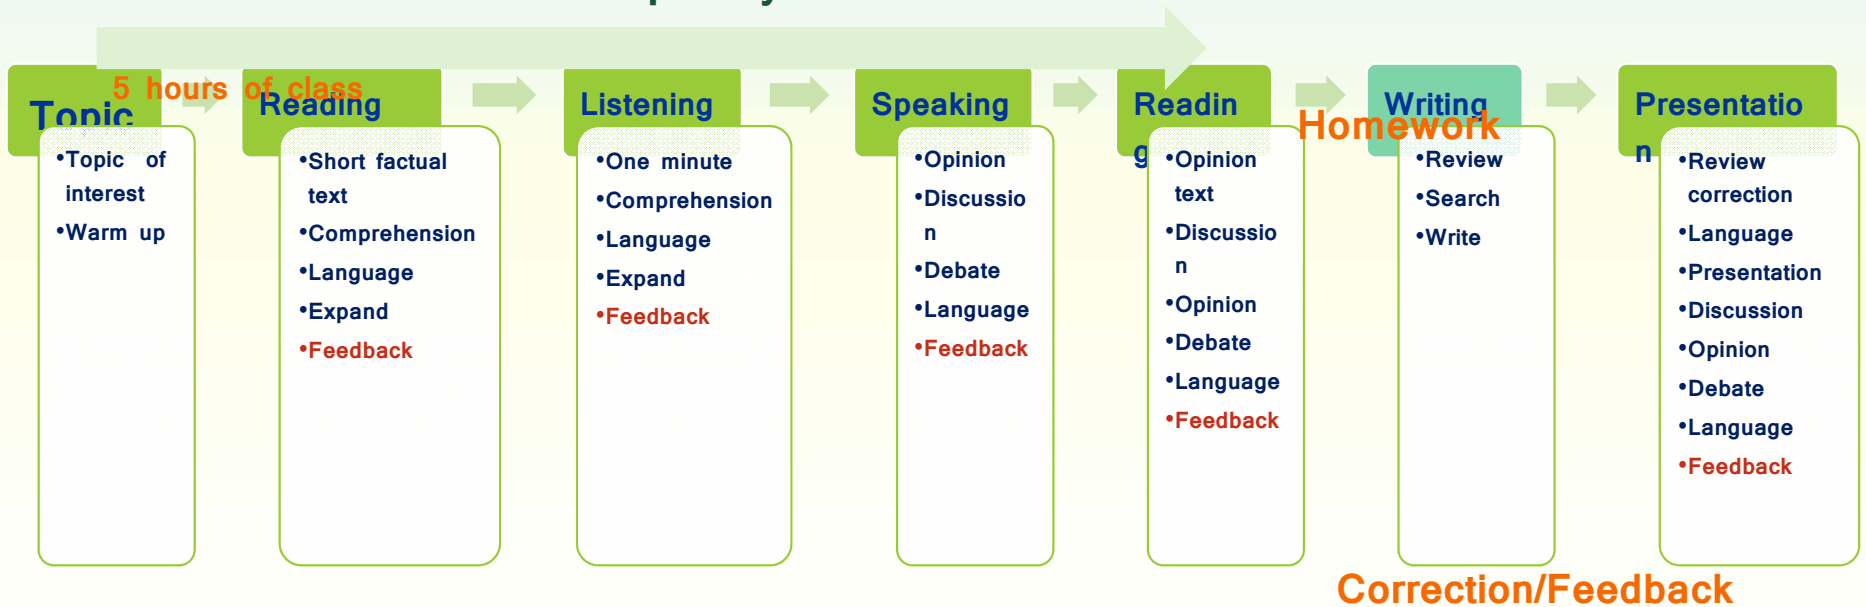 5 hours of class
Topic
•Topic of
interest
•Warm up
Reading
•Short factual
text
•Comprehension
•Language
•Expand
•Feedback
Listening
•One minute
•Comprehension
•Language
•Expand
•Feedback
Speaking
•Opinion
•Discussio
n
•Debate
•Language
•Feedback
Readin
g
•Opinion
text
•Discussio
n
•Opinion
•Debate
•Language
•Feedback
Homework
Writing
•Review
•Search
•Write
Presentatio
n
•Review
correction
•Language
•Presentation
•Discussion
•Opinion
•Debate
•Language
•Feedback
Correction/Feedback